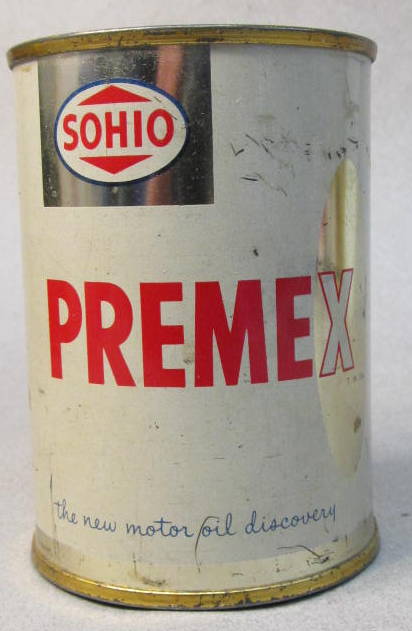 SOHIO
PREMEX
the new motor oil discovery